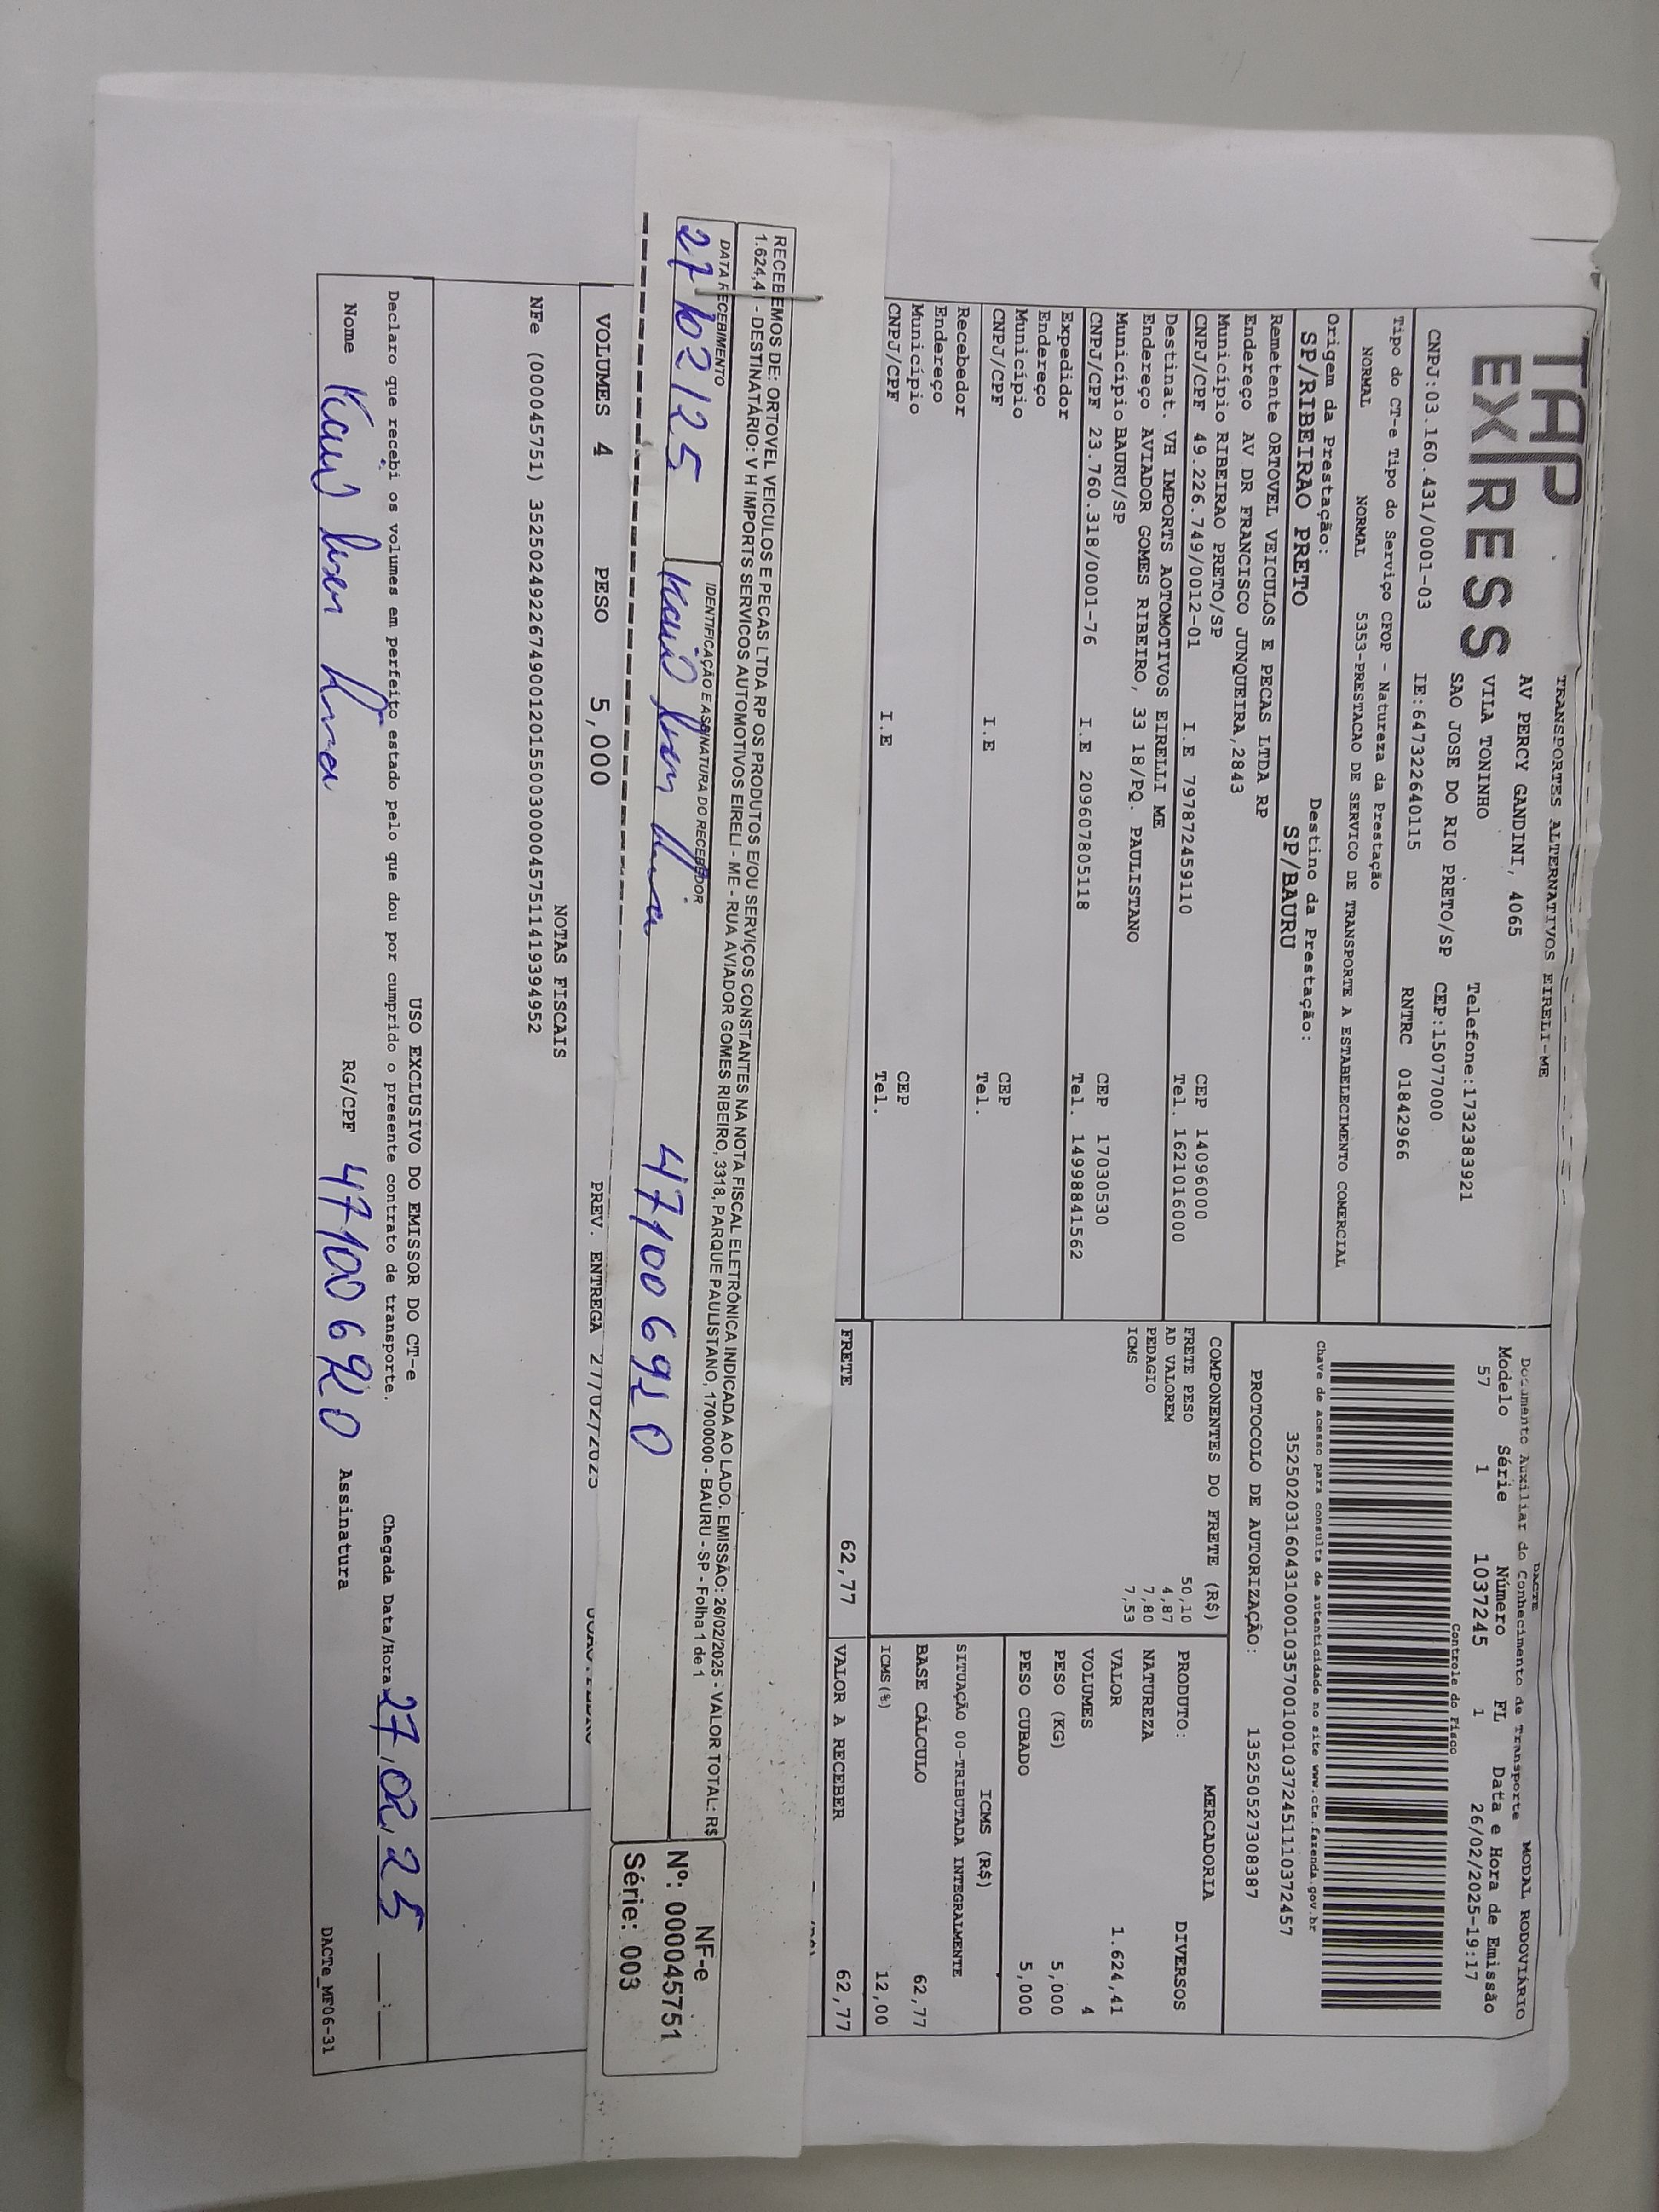 TAP
EXPRESS
TRANSPORTES ALTERNATIVOS EIRELI-ME
AV PERCY GANDINI, 4065
VILA TONINHO Telefone:1732383921
SAO JOSE DO RIO PRETO/SP CEP:15077000
CNPJ:03.160.431/0001-03 IE:647322640115 RNTRC 01842966
DACTE MODAL RODOVIÁRIO
Documento Auxiliar do Conhecimento de Transporte
Modelo Série Número FL Data e Hora de Emissão
57 1 1037245 1 26/02/2025-19:17
Controle do Fisco
Chave de acesso para consulta de autenticidade no site www.cte.fazenda.gov.br
35250203160431000103570010010372451110372457
PROTOCOLO DE AUTORIZAÇÃO: 135250527308387
Tipo do CT-e Tipo do Serviço CFOP - Natureza da Prestação
NORMAL NORMAL 5353-PRESTACAO DE SERVICO DE TRANSPORTE A ESTABELECIMENTO COMERCIAL
Origem da Prestação: Destino da Prestação:
SP/RIBEIRAO PRETO SP/BAURU
Remetente ORTOVEL VEICULOS E PECAS LTDA RP
Endereço AV DR FRANCISCO JUNQUEIRA,2843
Município RIBEIRAO PRETO/SP CEP 14096000
CNPJ/CPF 49.226.749/0012-01 I.E 797872459110 Tel. 1621016000
Destinat. VH IMPORTS AOTOMOTIVOS EIRELLI ME
Endereço AVIADOR GOMES RIBEIRO, 33 18/PQ. PAULISTANO
Município BAURU/SP CEP 17030530
CNPJ/CPF 23.760.318/0001-76 I.E 209607805118 Tel. 14998841562
Expedidor
Endereço
Município CEP
CNPJ/CPF I.E Tel.
Recebedor
Endereço
Município CEP
CNPJ/CPF I.E Tel.
COMPONENTES DO FRETE (R$)
FRETE PESO 50,10
AD VALOREM 4,87
PEDAGIO 7,80
ICMS 7,53
MERCADORIA
PRODUTO: DIVERSOS
NATUREZA
VALOR 1.624,41
VOLUMES 4
PESO (KG) 5,000
PESO CUBADO 5,000
ICMS (R$)
SITUAÇÃO 00-TRIBUTADA INTEGRALMENTE
BASE CÁLCULO 62,77
ICMS(%) 12,00
FRETE 62,77 VALOR A RECEBER 62,77
RECEBEMOS DE: ORTOVEL VEICULOS E PECAS LTDA RP OS PRODUTOS E/OU SERVIÇOS CONSTANTES NA NOTA FISCAL ELETRÔNICA INDICADA AO LADO. EMISSÃO: 26/02/2025 - VALOR TOTAL: R$
1.624,41 - DESTINATÁRIO: V H IMPORTS SERVICOS AUTOMOTIVOS EIRELI - ME - RUA AVIADOR GOMES RIBEIRO, 3318, PARQUE PAULISTANO, 17000000 - BAURU - SP - Folha 1 de 1
DATA RECEBIMENTO IDENTIFICAÇÃO E ASSINATURA DO RECEBEDOR
27/02/25 471006920
NF-e
Nº: 000045751
Série: 003
VOLUMES 4 PESO 5,000 PREV. ENTREGA 27/02/2025
NOTAS FISCAIS
NFe (000045751) 35250249226749001201550030000457511141939495​2
USO EXCLUSIVO DO EMISSOR DO CT-e
Declaro que recebi os volumes em perfeito estado pelo que dou por cumprido o presente contrato de transporte. Chegada Data/Hora 27,02,25 __:__
Nome RG/CPF 471006920 Assinatura
DACTe_MF06-31